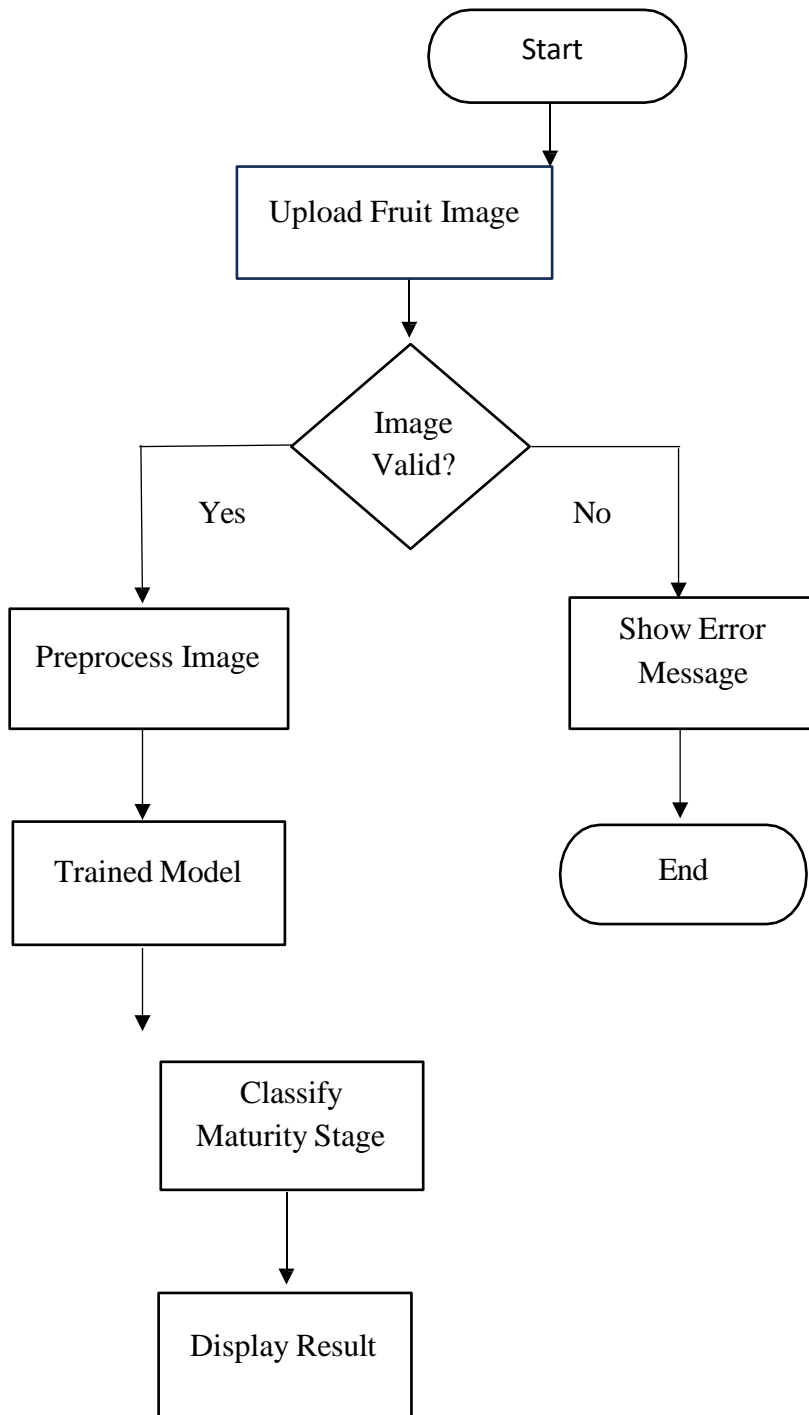 Start
Upload Fruit Image
Image
Valid?
Yes
No
Preprocess Image
Show Error
Message
Trained Model
End
Classify
Maturity Stage
Display Result